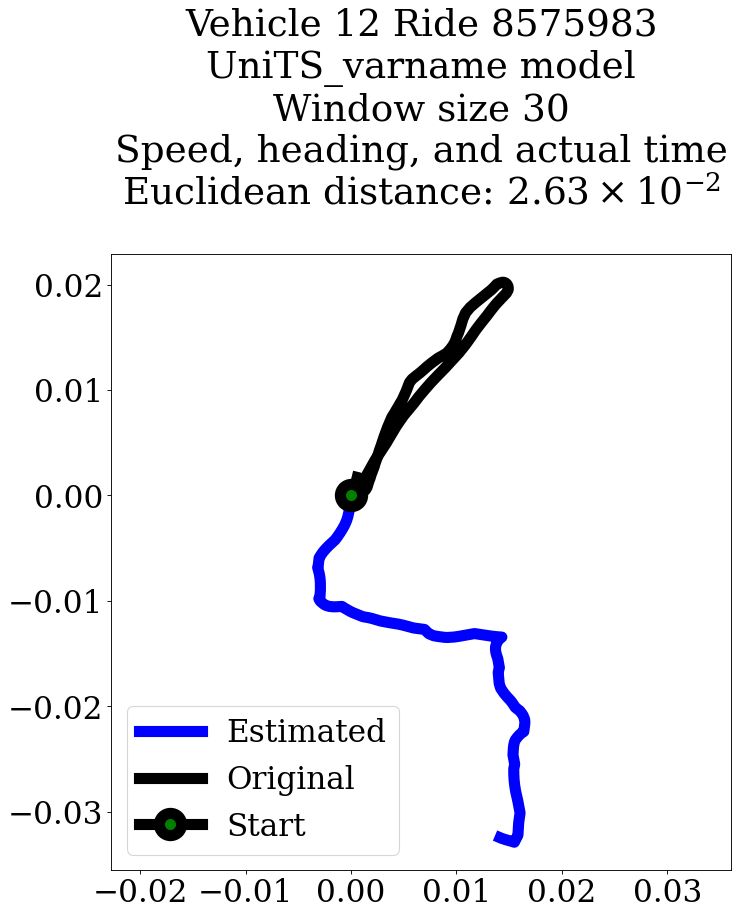 Vehicle 12 Ride 8575983
UniTS_varname model
Window size 30
Speed, heading, and actual time
Euclidean distance: 2.63 × 10⁻²
0.02
0.01
0.00
−0.01
−0.02
−0.03
Estimated
Original
Start
−0.02 −0.01 0.00 0.01 0.02 0.03